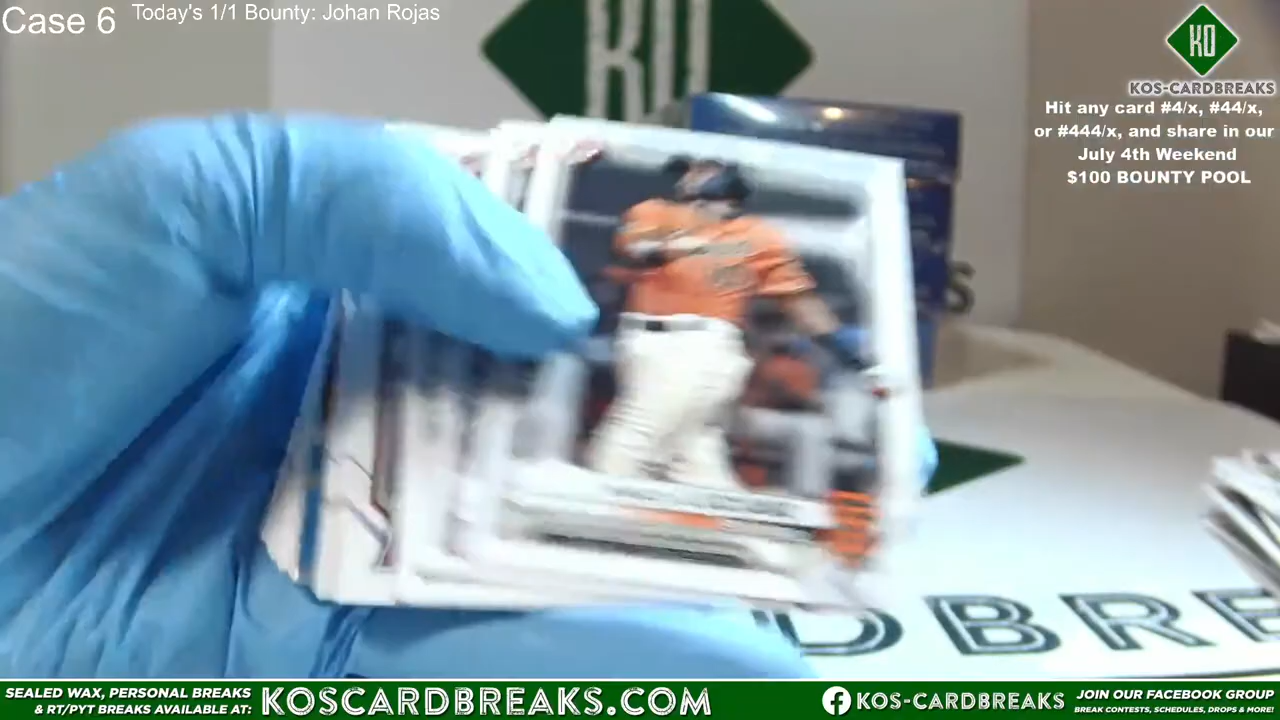 Case 6
Today's 1/1 Bounty: Johan Rojas
KO
KO
KOS-CARDBREAKS
Hit any card #4/x, #44/x,
or #444/x, and share in our
July 4th Weekend
$100 BOUNTY POOL
S
DBRE
SEALED WAX, PERSONAL BREAKS
& RT/PYT BREAKS AVAILABLE AT:
KOSCARDBREAKS.COM
KOS-CARDBREAKS
JOIN OUR FACEBOOK GROUP
BREAK CONTESTS, SCHEDULES, DROPS & MORE!